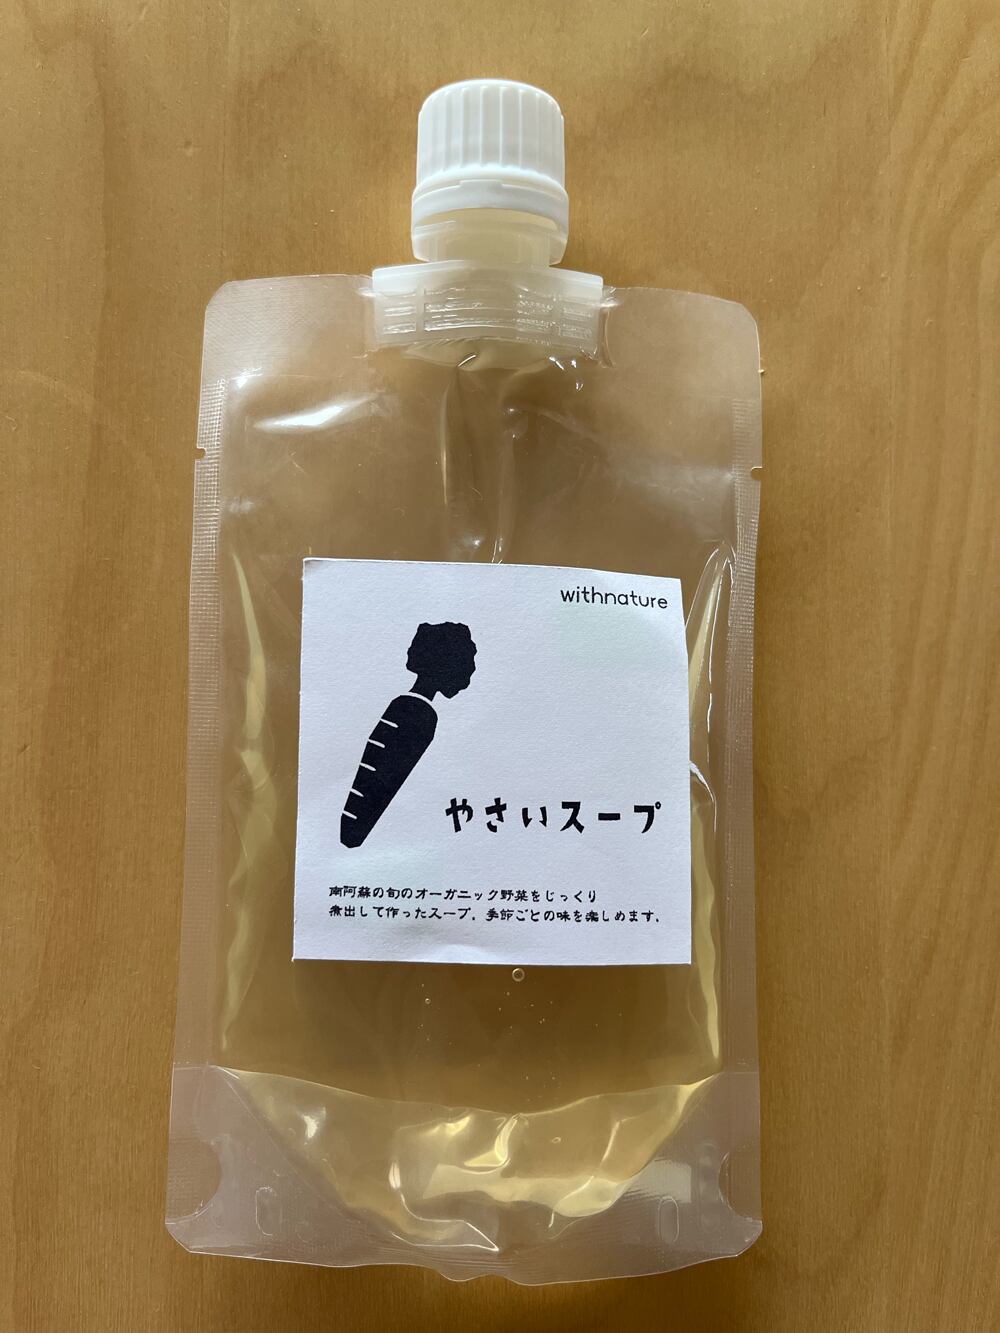 withnature
やさいスープ
南阿蘇の旬のオーガニック野菜をじっくり
煮出して作ったスープ。季節ごとの味を楽しめます。